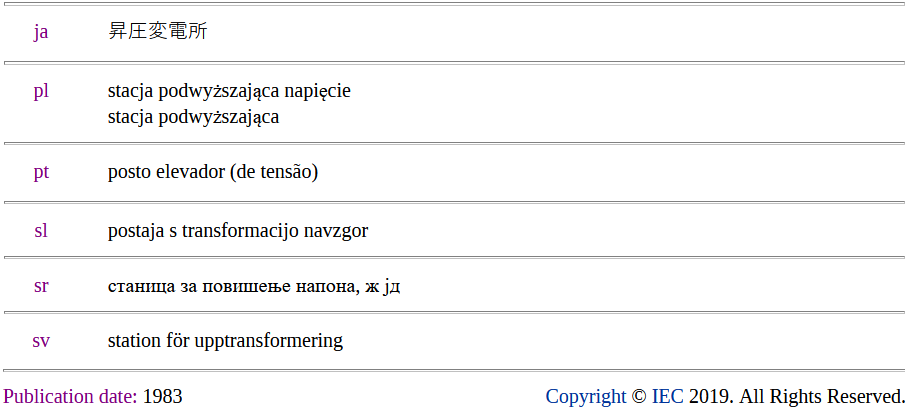 ja 昇圧変電所
pl stacja podwyższająca napięcie
stacja podwyższająca
pt posto elevador (de tensão)
sl postaja s transformacijo navzgor
sr станица за повишење напона, ж јд
sv station för upptransformering
Publication date: 1983 Copyright © IEC 2019. All Rights Reserved.